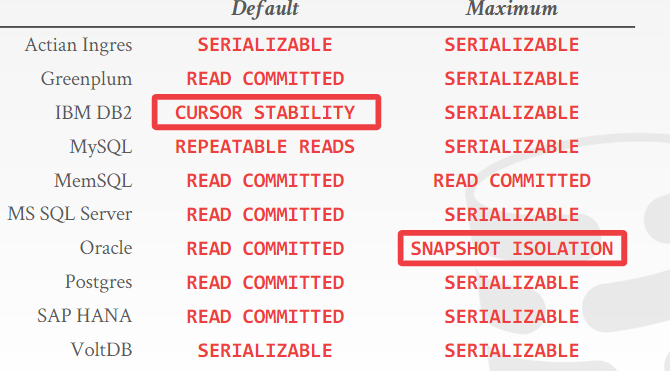 Default Maximum
Actian Ingres SERIALIZABLE SERIALIZABLE
Greenplum READ COMMITTED SERIALIZABLE
IBM DB2 CURSOR STABILITY SERIALIZABLE
MySQL REPEATABLE READS SERIALIZABLE
MemSQL READ COMMITTED READ COMMITTED
MS SQL Server READ COMMITTED SERIALIZABLE
Oracle READ COMMITTED SNAPSHOT ISOLATION
Postgres READ COMMITTED SERIALIZABLE
SAP HANA READ COMMITTED SERIALIZABLE
VoltDB SERIALIZABLE SERIALIZABLE